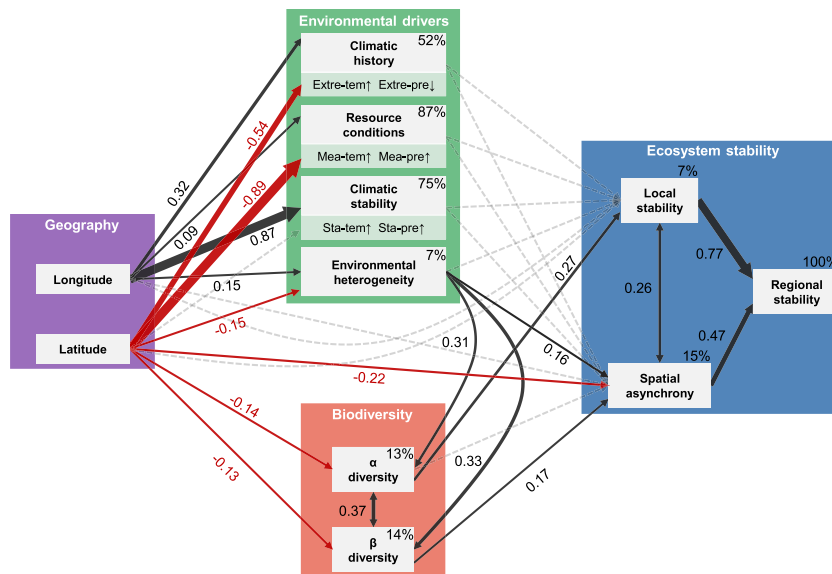 Environmental drivers
52%
Climatic
history
Extre-tem↑ Extre-pre↓
87%
Resource
conditions
Mea-tem↑ Mea-pre↑
75%
Climatic
stability
Sta-tem↑ Sta-pre↑
7%
Environmental
heterogeneity
Geography
Longitude
Latitude
0.32
-0.54
0.09
-0.89
0.87
0.15
-0.15
-0.22
-0.14
-0.13
Biodiversity
13%
α
diversity
0.37
14%
β
diversity
0.31
0.33
0.16
0.27
0.17
Ecosystem stability
7%
Local
stability
0.77
0.26
100%
Regional
stability
0.47
15%
Spatial
asynchrony